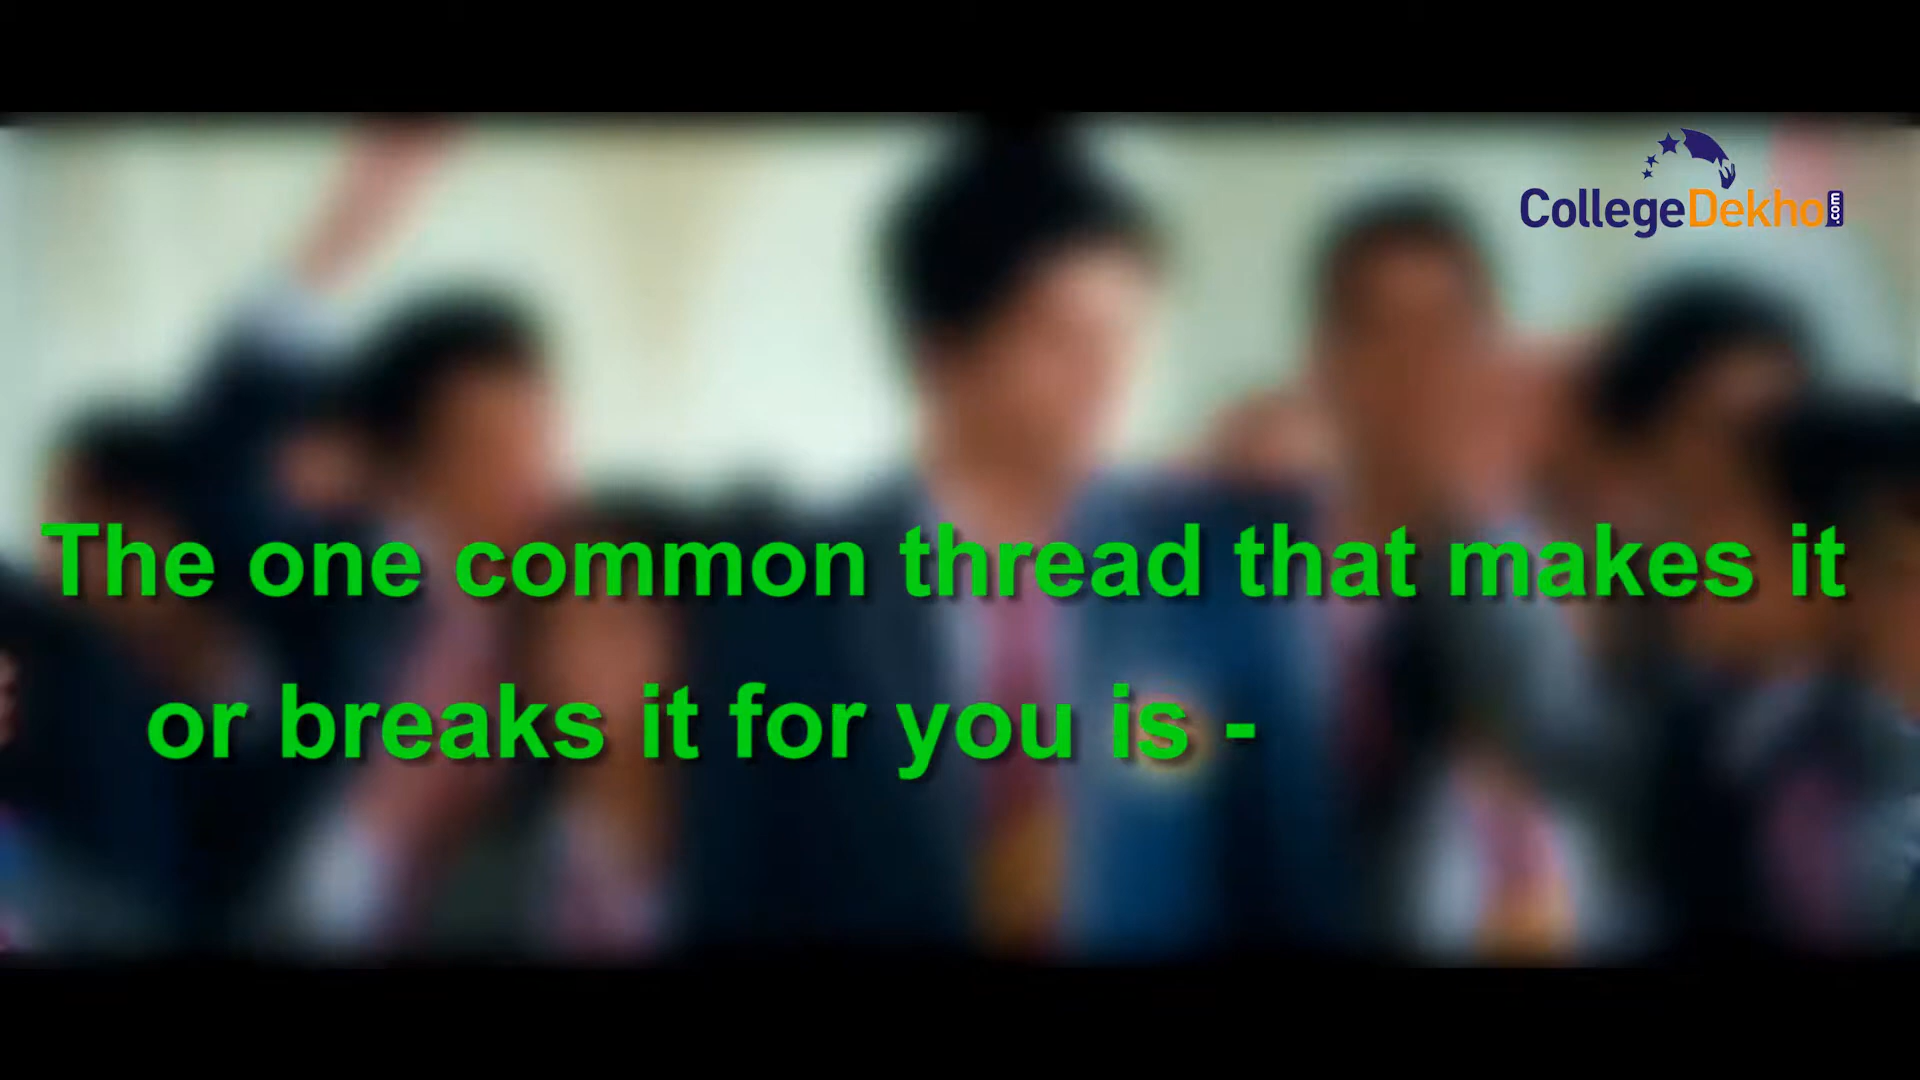 CollegeDekho.com
The one common thread that makes it
or breaks it for you is -